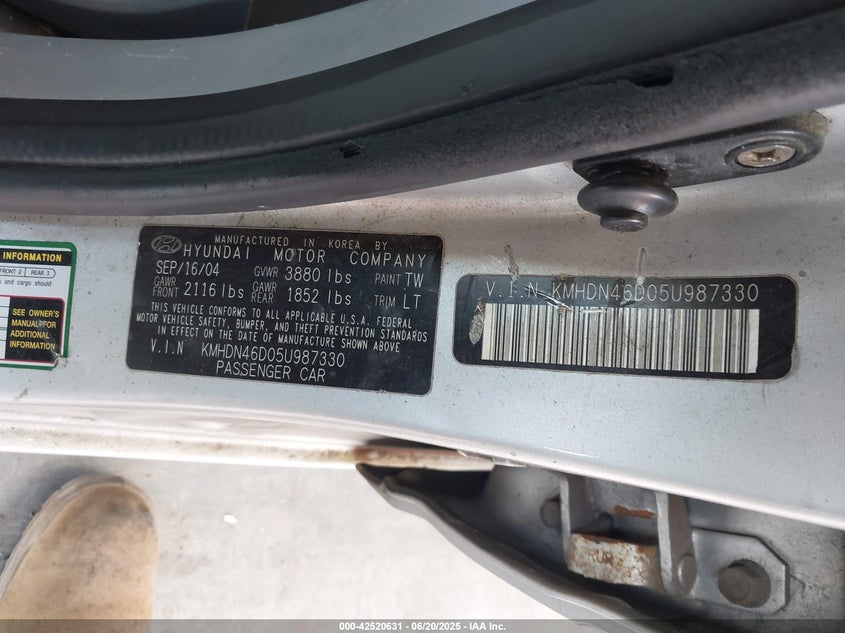 INFORMATION
FRONT 2 REAR 3
s and cargo should
SEE OWNER'S
MANUAL FOR
ADDITIONAL
INFORMATION
MANUFACTURED IN KOREA BY
HYUNDAI MOTOR COMPANY
SEP/16/04 GVWR 3880 lbs PAINT TW
GAWR FRONT 2116 lbs GAWR REAR 1852 lbs TRIM LT
THIS VEHICLE CONFORMS TO ALL APPLICABLE U.S.A. FEDERAL
MOTOR VEHICLE SAFETY, BUMPER, AND THEFT PREVENTION STANDARDS
IN EFFECT ON THE DATE OF MANUFACTURE SHOWN ABOVE
V.I.N KMHDN46D05U987330
PASSENGER CAR
V.I.N KMHDN46D05U987330
000-42520631 - 06/20/2025 - IAA Inc.